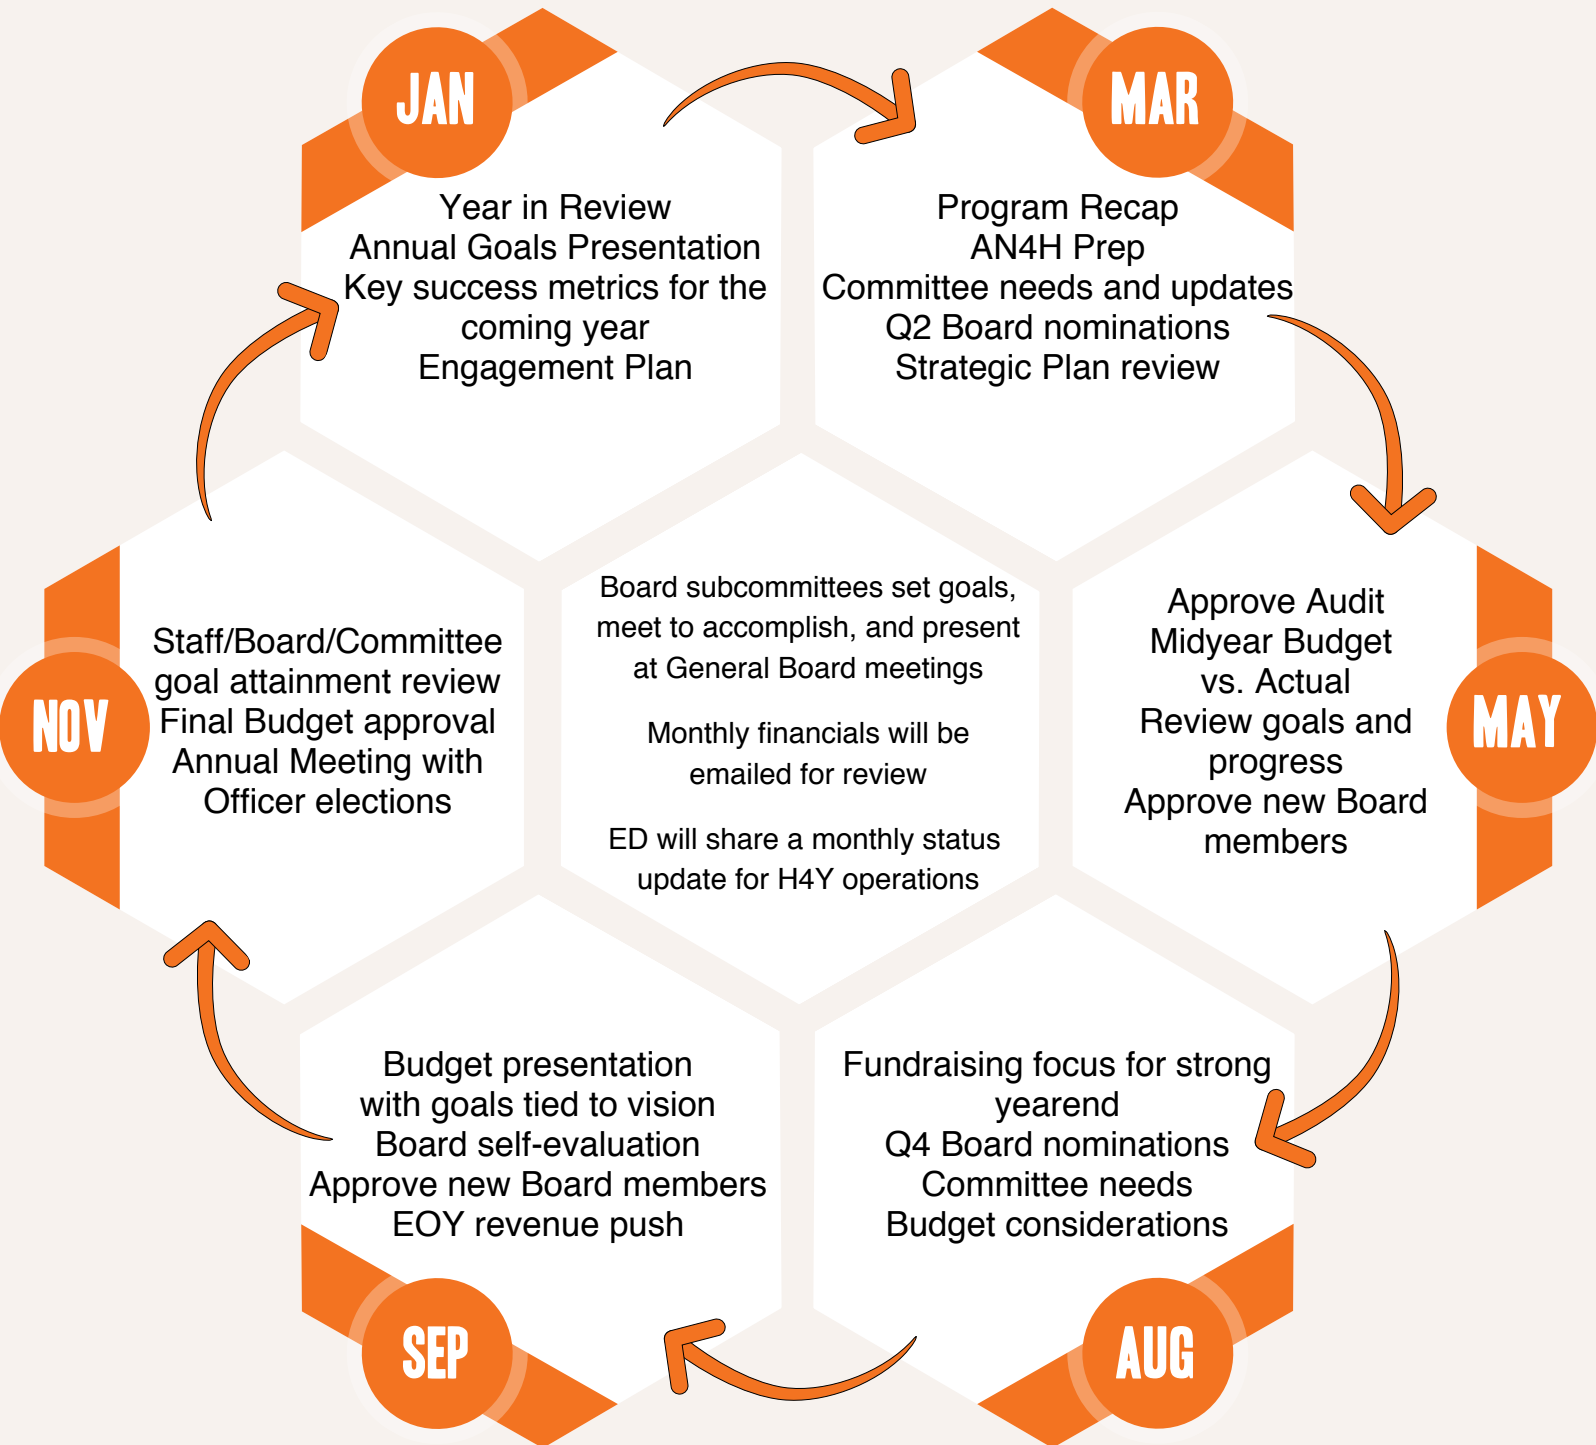 JAN
Year in Review
Annual Goals Presentation
Key success metrics for the
coming year
Engagement Plan
MAR
Program Recap
AN4H Prep
Committee needs and updates
Q2 Board nominations
Strategic Plan review
MAY
Approve Audit
Midyear Budget
vs. Actual
Review goals and
progress
Approve new Board
members
AUG
Fundraising focus for strong
yearend
Q4 Board nominations
Committee needs
Budget considerations
SEP
Budget presentation
with goals tied to vision
Board self-evaluation
Approve new Board members
EOY revenue push
NOV
Staff/Board/Committee
goal attainment review
Final Budget approval
Annual Meeting with
Officer elections
Board subcommittees set goals,
meet to accomplish, and present
at General Board meetings
Monthly financials will be
emailed for review
ED will share a monthly status
update for H4Y operations